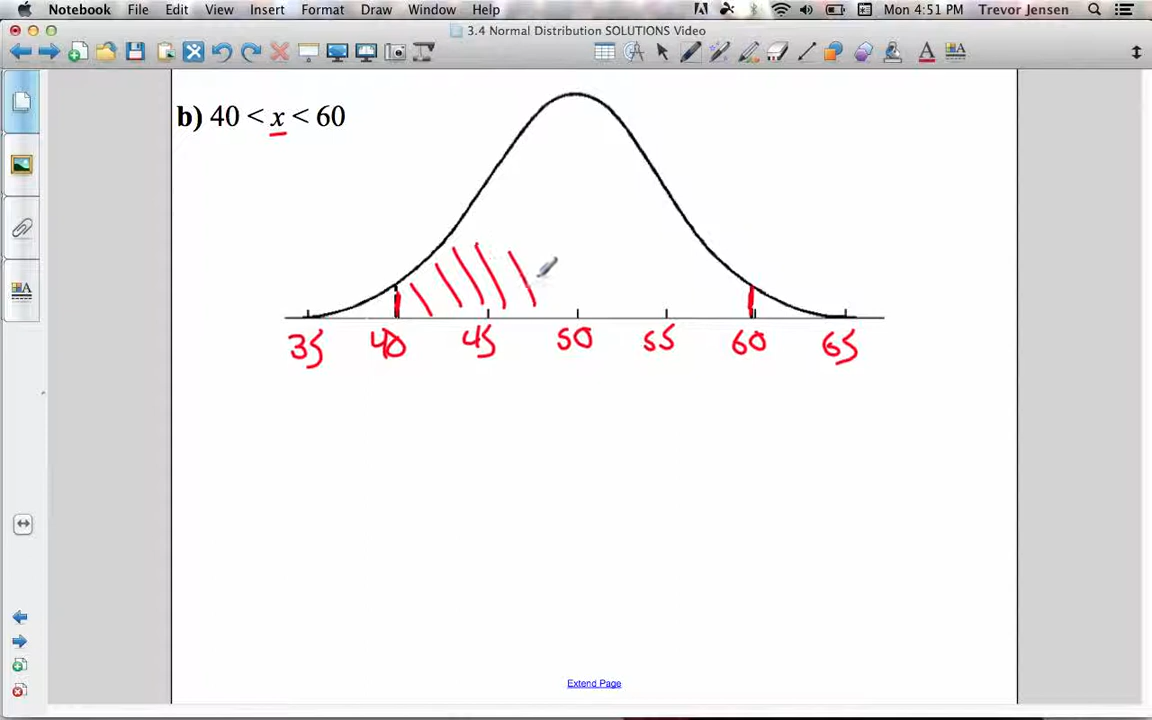 Notebook File Edit View Insert Format Draw Window Help Mon 4:51 PM Trevor Jensen
3.4 Normal Distribution SOLUTIONS Video
b) 40 < x < 60
35 40 45 50 55 60 65
Extend Page